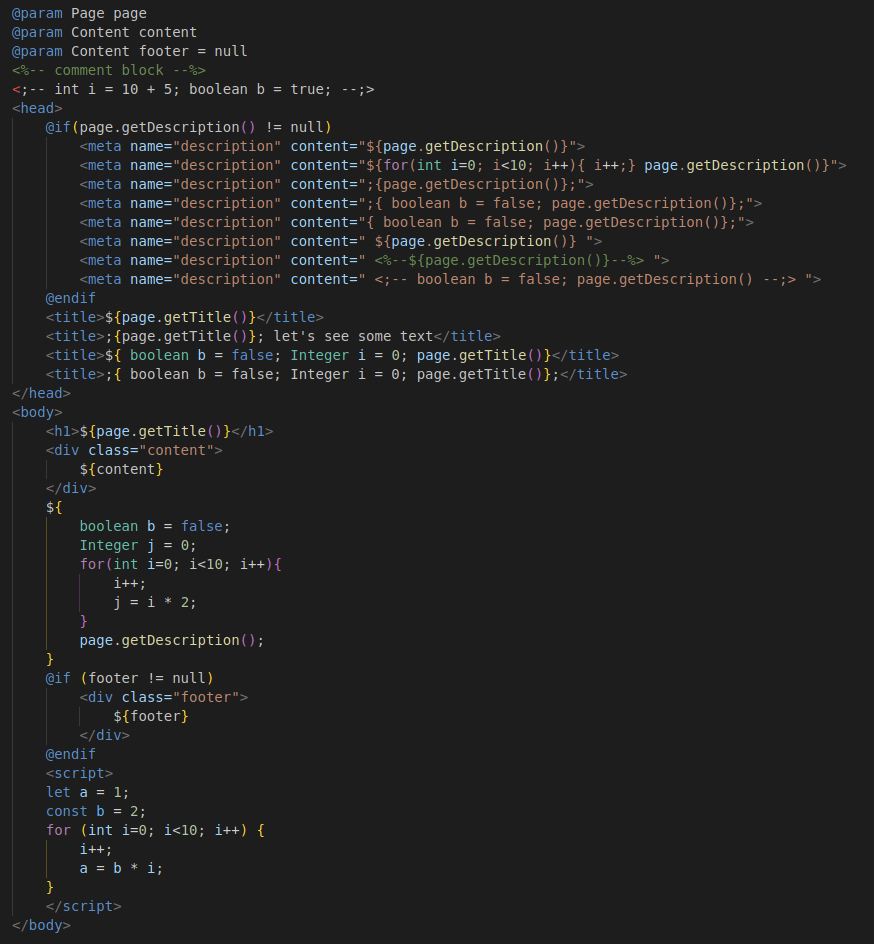 @param Page page
@param Content content
@param Content footer = null
<%-- comment block --%>
<;-- int i = 10 + 5; boolean b = true; --;>
<head>
    @if(page.getDescription() != null)
        <meta name="description" content="${page.getDescription()}">
        <meta name="description" content="${for(int i=0; i<10; i++){ i++;} page.getDescription()}">
        <meta name="description" content=";{page.getDescription()};">
        <meta name="description" content=";{ boolean b = false; page.getDescription()};">
        <meta name="description" content="{ boolean b = false; page.getDescription()};">
        <meta name="description" content=" ${page.getDescription()} ">
        <meta name="description" content=" <%--${page.getDescription()}--%> ">
        <meta name="description" content=" <;-- boolean b = false; page.getDescription() --;> ">
    @endif
    <title>${page.getTitle()}</title>
    <title>;{page.getTitle()}; let's see some text</title>
    <title>${ boolean b = false; Integer i = 0; page.getTitle()}</title>
    <title>;{ boolean b = false; Integer i = 0; page.getTitle()};</title>
</head>
<body>
    <h1>${page.getTitle()}</h1>
    <div class="content">
        ${content}
    </div>
    ${
        boolean b = false;
        Integer j = 0;
        for(int i=0; i<10; i++){
            i++;
            j = i * 2;
        }
        page.getDescription();
    }
    @if (footer != null)
        <div class="footer">
            ${footer}
        </div>
    @endif
    <script>
    let a = 1;
    const b = 2;
    for (int i=0; i<10; i++) {
        i++;
        a = b * i;
    }
    </script>
</body>